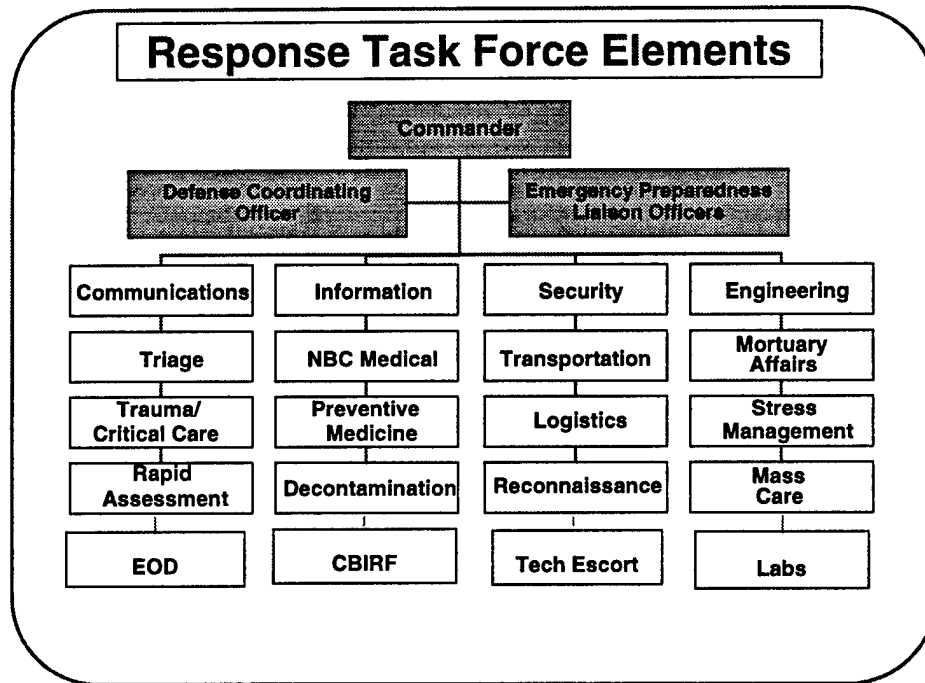 Response Task Force Elements
Commander
Defense Coordinating
Officer
Emergency Preparedness
Liaison Officers
Communications
Information
Security
Engineering
Triage
NBC Medical
Transportation
Mortuary
Affairs
Trauma/
Critical Care
Preventive
Medicine
Logistics
Stress
Management
Rapid
Assessment
Decontamination
Reconnaissance
Mass
Care
EOD
CBIRF
Tech Escort
Labs